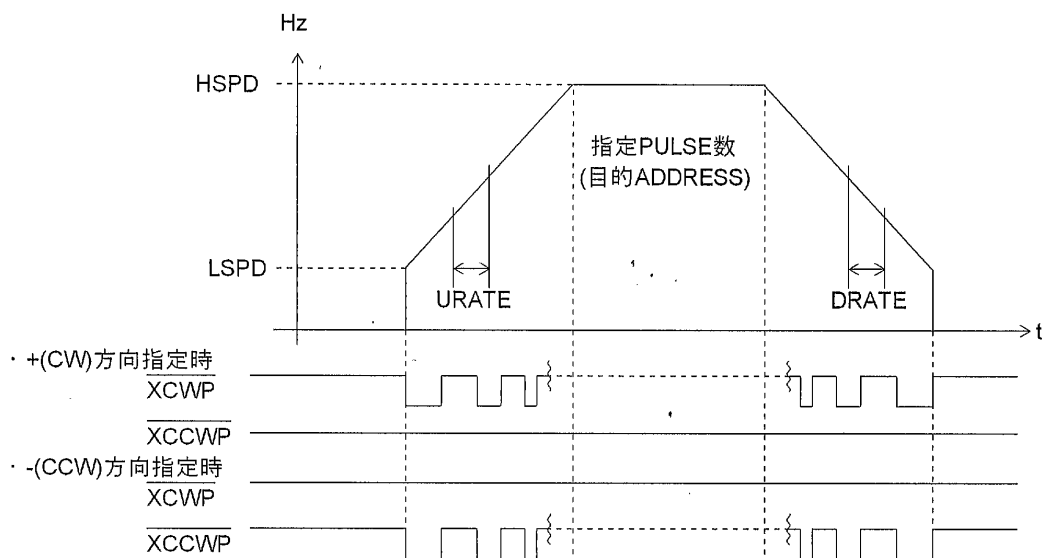 Hz
HSPD
指定PULSE数
(目的ADDRESS)
LSPD
URATE
DRATE
t
・+(CW)方向指定時
XCWP
XCCWP
・-(CCW)方向指定時
XCWP
XCCWP